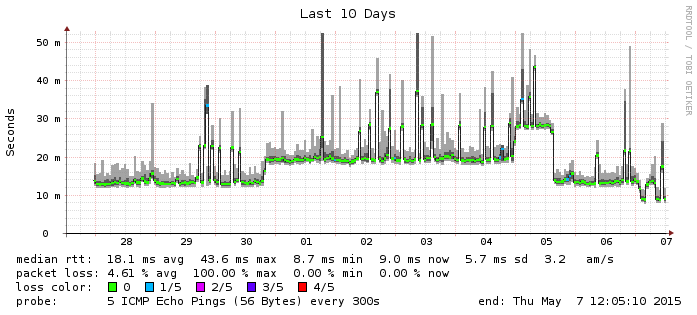 Last 10 Days
RRDTOOL / TOBI OETIKER
Seconds
50 m
40 m
30 m
20 m
10 m
0
28 29 30 01 02 03 04 05 06 07
median rtt: 18.1 ms avg 43.6 ms max 8.7 ms min 9.0 ms now 5.7 ms sd 3.2 am/s
packet loss: 4.61 % avg 100.00 % max 0.00 % min 0.00 % now
loss color: 0 1/5 2/5 3/5 4/5
probe: 5 ICMP Echo Pings (56 Bytes) every 300s end: Thu May 7 12:05:10 2015